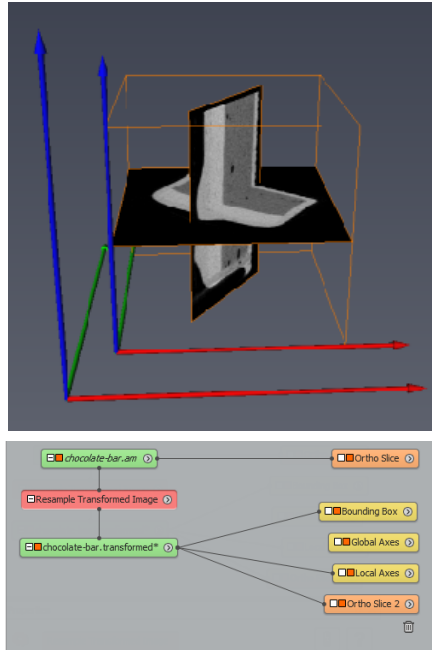 chocolate-bar.am
Ortho Slice
Resample Transformed Image
Bounding Box
Global Axes
chocolate-bar.transformed*
Local Axes
Ortho Slice 2